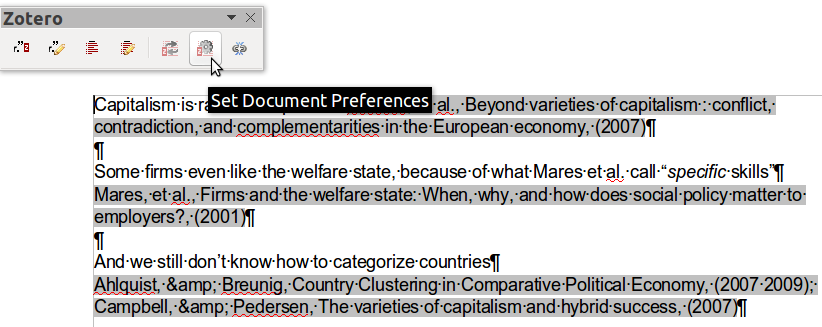 Zotero
Set Document Preferences
Capitalism is ra al., Beyond varieties of capitalism : conflict,
contradiction, and complementarities in the European economy, (2007)¶
¶
Some firms even like the welfare state, because of what Mares et al. call “specific skills”¶
Mares, et al., Firms and the welfare state: When, why, and how does social policy matter to
employers?, (2001)¶
¶
And we still don’t know how to categorize countries¶
Ahlquist, &amp; Breunig, Country Clustering in Comparative Political Economy, (2007 2009);
Campbell, &amp; Pedersen, The varieties of capitalism and hybrid success, (2007)¶